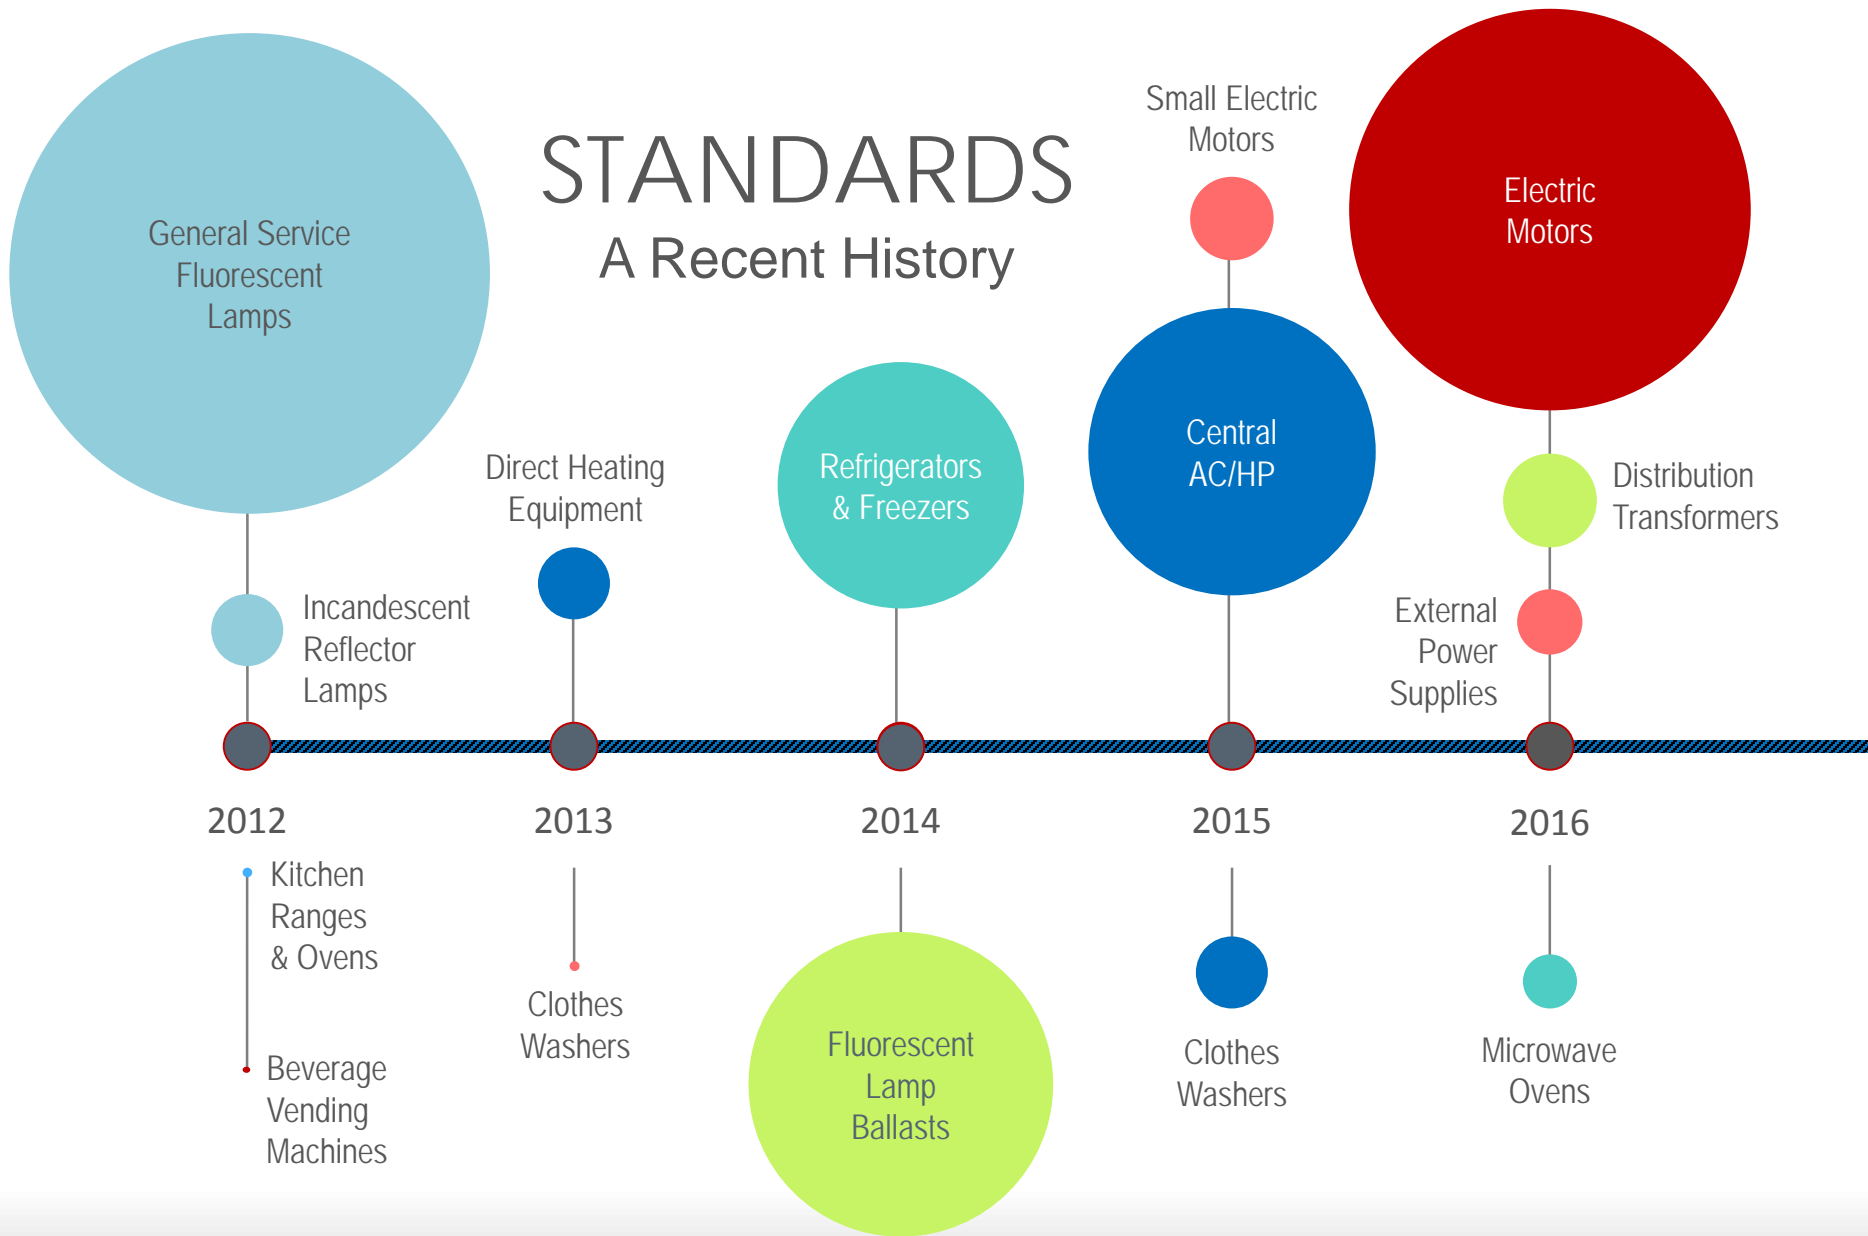 STANDARDS
A Recent History
General Service
Fluorescent
Lamps
Incandescent
Reflector
Lamps
Direct Heating
Equipment
Refrigerators
& Freezers
Small Electric
Motors
Central
AC/HP
Electric
Motors
Distribution
Transformers
External
Power
Supplies
2012
2013
2014
2015
2016
Kitchen
Ranges
& Ovens
Beverage
Vending
Machines
Clothes
Washers
Fluorescent
Lamp
Ballasts
Clothes
Washers
Microwave
Ovens